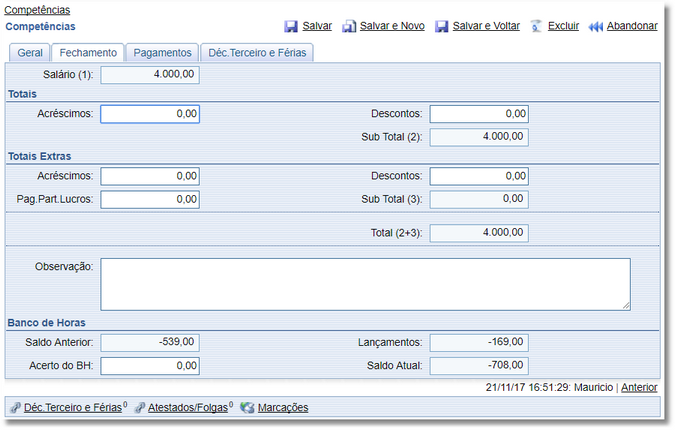 Competências
Competências Salvar Salvar e Novo Salvar e Voltar Excluir Abandonar
Geral Fechamento Pagamentos Déc.Terceiro e Férias
Salário (1): 4.000,00
Totais
Acréscimos: 0,00 Descontos: 0,00
Sub Total (2): 4.000,00
Totais Extras
Acréscimos: 0,00 Descontos: 0,00
Pag.Part.Lucros: 0,00 Sub Total (3): 0,00
Total (2+3): 4.000,00
Observação:
Banco de Horas
Saldo Anterior: -539,00 Lançamentos: -169,00
Acerto do BH: 0,00 Saldo Atual: -708,00
21/11/17 16:51:29: Mauricio | Anterior
Déc.Terceiro e Férias 0 Atestados/Folgas 0 Marcações